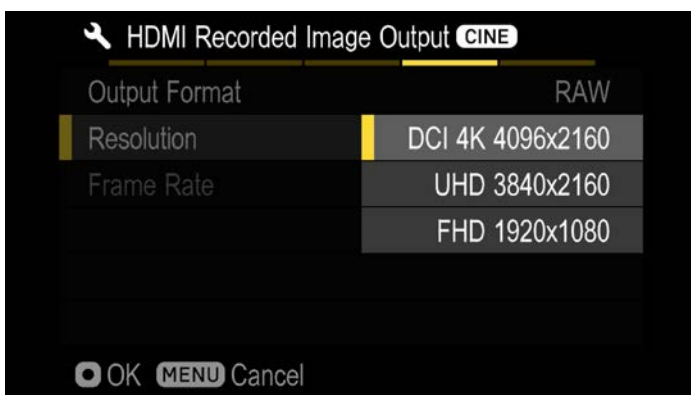 HDMI Recorded Image Output CINE
Output Format RAW
Resolution DCI 4K 4096x2160
Frame Rate UHD 3840x2160
FHD 1920x1080
OK MENU Cancel